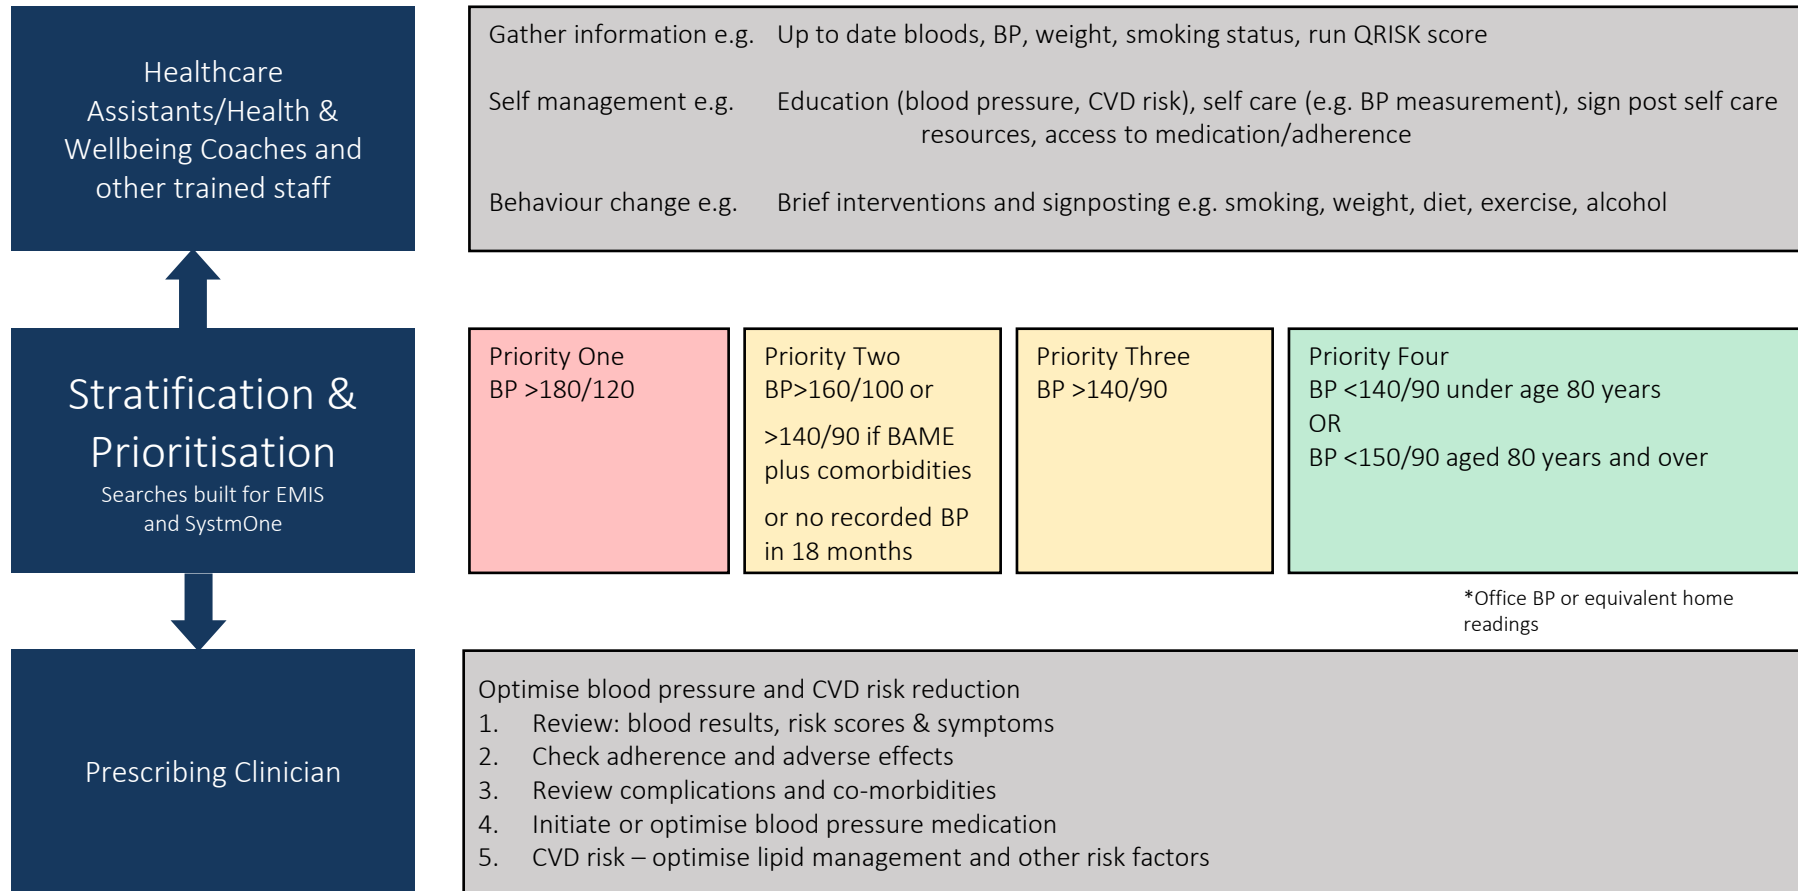 Healthcare
Assistants/Health &
Wellbeing Coaches and
other trained staff
Gather information e.g. Up to date bloods, BP, weight, smoking status, run QRISK score
Self management e.g. Education (blood pressure, CVD risk), self care (e.g. BP measurement), sign post self care
resources, access to medication/adherence
Behaviour change e.g. Brief interventions and signposting e.g. smoking, weight, diet, exercise, alcohol
Stratification &
Prioritisation
Searches built for EMIS
and SystmOne
Priority One
BP >180/120
Priority Two
BP>160/100 or
>140/90 if BAME
plus comorbidities
or no recorded BP
in 18 months
Priority Three
BP >140/90
Priority Four
BP <140/90 under age 80 years
OR
BP <150/90 aged 80 years and over
*Office BP or equivalent home
readings
Prescribing Clinician
Optimise blood pressure and CVD risk reduction
1. Review: blood results, risk scores & symptoms
2. Check adherence and adverse effects
3. Review complications and co-morbidities
4. Initiate or optimise blood pressure medication
5. CVD risk – optimise lipid management and other risk factors